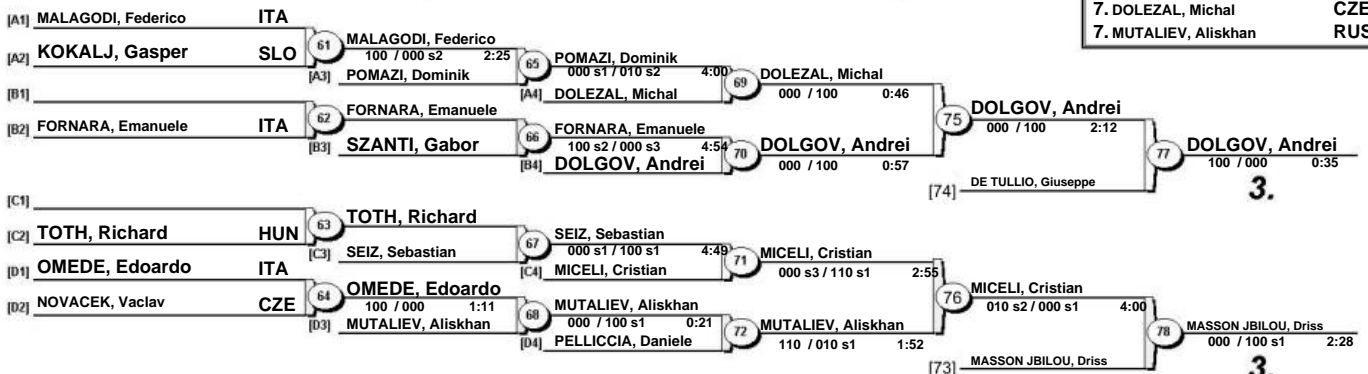 7. DOLEZAL, Michal CZE
7. MUTALIEV, Aliskhan RUS
[A1] MALAGODI, Federico ITA
[A2] KOKALJ, Gasper SLO
61
MALAGODI, Federico
100 / 000 s2 2:25
[A3] POMAZI, Dominik
65
POMAZI, Dominik
000 s1 / 010 s2 4:00
[A4] DOLEZAL, Michal
69
DOLEZAL, Michal
000 / 100 0:46
[B1]
[B2] FORNARA, Emanuele ITA
62
FORNARA, Emanuele
[B3] SZANTI, Gabor
66
FORNARA, Emanuele
100 s2 / 000 s3 4:54
[B4] DOLGOV, Andrei
70
DOLGOV, Andrei
000 / 100 0:57
75
DOLGOV, Andrei
000 / 100 2:12
[74] DE TULLIO, Giuseppe
77
DOLGOV, Andrei
100 / 000 0:35
3.
[C1]
[C2] TOTH, Richard HUN
63
TOTH, Richard
[C3] SEIZ, Sebastian
67
SEIZ, Sebastian
000 s1 / 100 s1 4:49
[C4] MICELI, Cristian
71
MICELI, Cristian
000 s3 / 110 s1 2:55
[D1] OMEDE, Edoardo ITA
[D2] NOVACEK, Vaclav CZE
64
OMEDE, Edoardo
100 / 000 1:11
[D3] MUTALIEV, Aliskhan
68
MUTALIEV, Aliskhan
000 / 100 s1 0:21
[D4] PELLICCIA, Daniele
72
MUTALIEV, Aliskhan
110 / 010 s1 1:52
76
MICELI, Cristian
010 s2 / 000 s1 4:00
[73] MASSON JBILOU, Driss
78
MASSON JBILOU, Driss
000 / 100 s1 2:28
3.